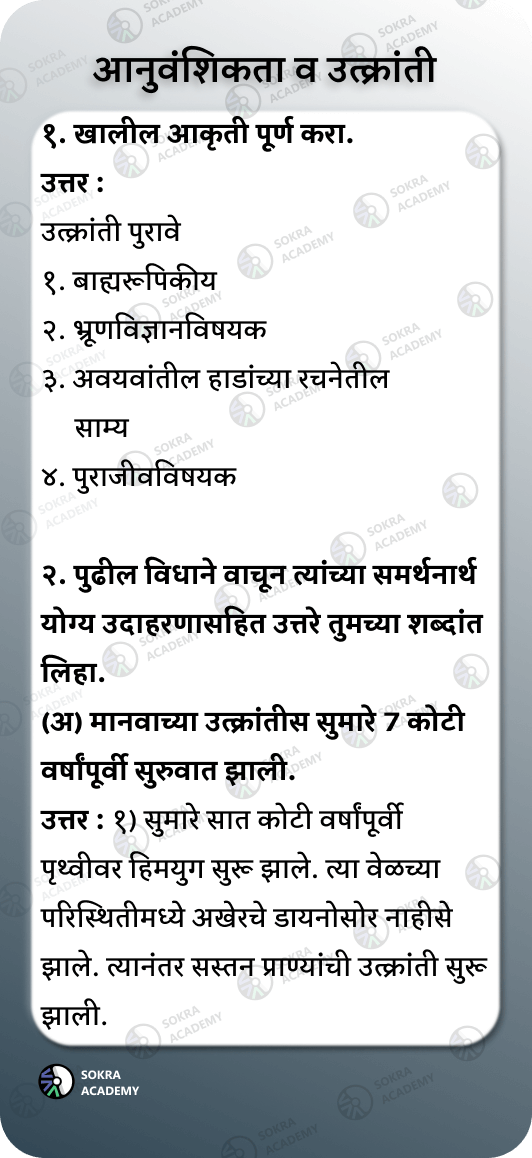 आनुवंशिकता व उत्क्रांती
१. खालील आकृती पूर्ण करा.
उत्तर :
उत्क्रांती पुरावे
१. बाह्यरूपिकीय
२. भ्रूणविज्ञानविषयक
३. अवयवांतील हाडांच्या रचनेतील
साम्य
४. पुराजीवविषयक
२. पुढील विधाने वाचून त्यांच्या समर्थनार्थ
योग्य उदाहरणासहित उत्तरे तुमच्या शब्दांत
लिहा.
(अ) मानवाच्या उत्क्रांतीस सुमारे 7 कोटी
वर्षांपूर्वी सुरुवात झाली.
उत्तर : १) सुमारे सात कोटी वर्षांपूर्वी
पृथ्वीवर हिमयुग सुरू झाले. त्या वेळच्या
परिस्थितीमध्ये अखेरचे डायनोसोर नाहीसे
झाले. त्यानंतर सस्तन प्राण्यांची उत्क्रांती सुरू
झाली.
SOKRA
ACADEMY